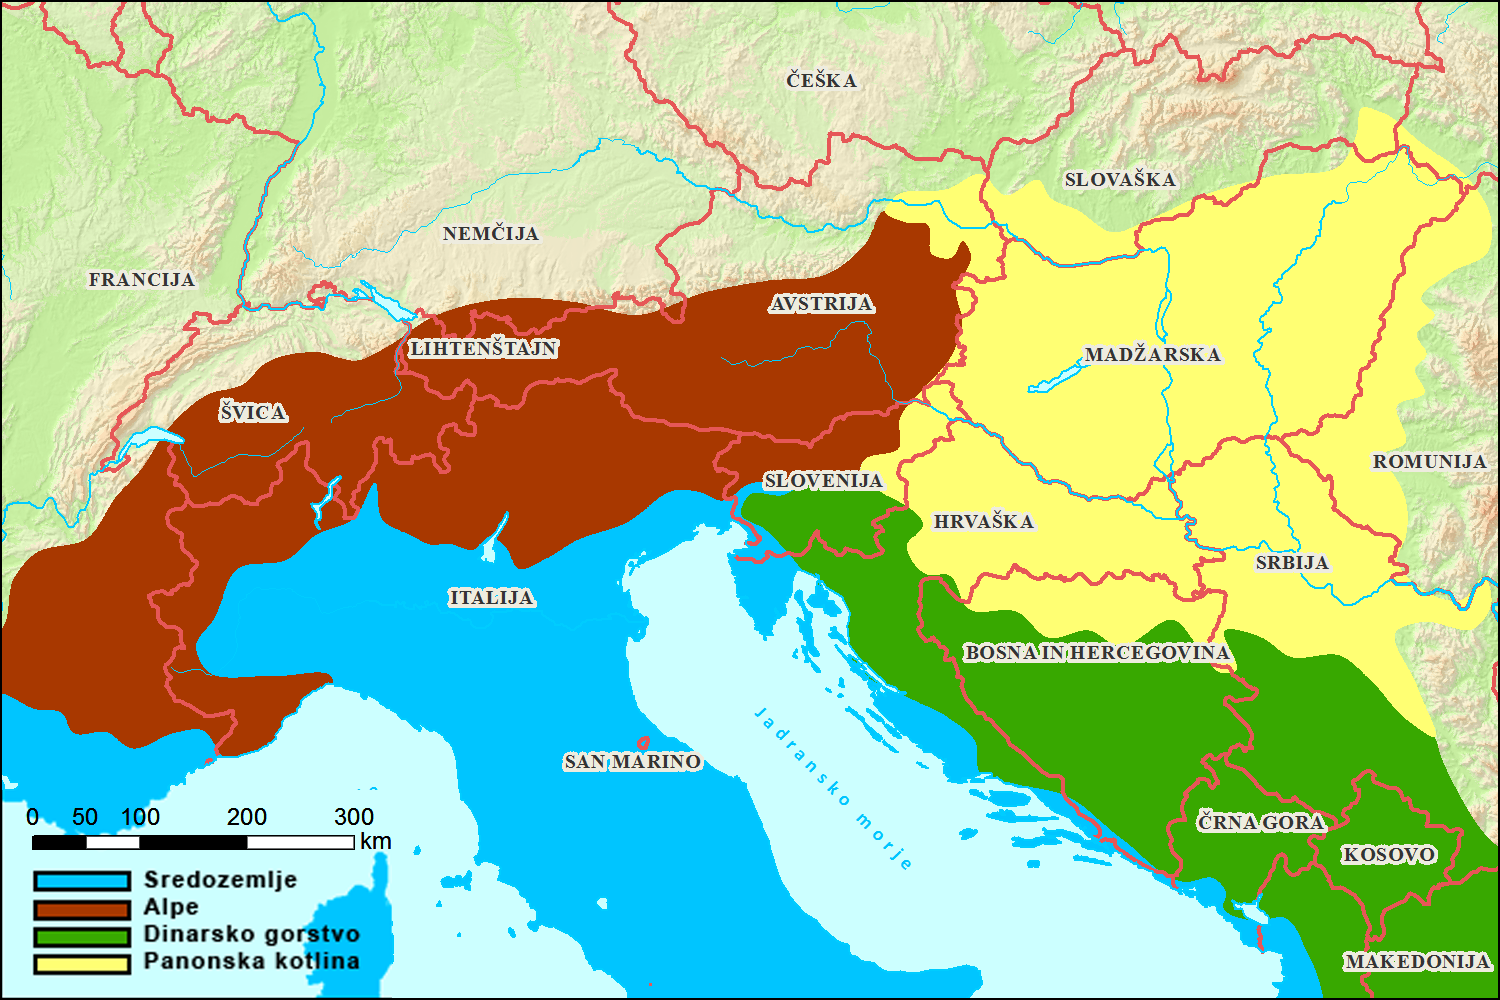 ČEŠKA
SLOVAŠKA
NEMČIJA
FRANCIJA
AVSTRIJA
LIHTENŠTAJN
MADŽARSKA
ŠVICA
ROMUNIJA
SLOVENIJA
HRVAŠKA
SRBIJA
ITALIJA
BOSNA IN HERCEGOVINA
SAN MARINO
Jadransko morje
ČRNA GORA
KOSOVO
MAKEDONIJA
0 50 100 200 300
km
Sredozemlje
Alpe
Dinarsko gorstvo
Panonska kotlina